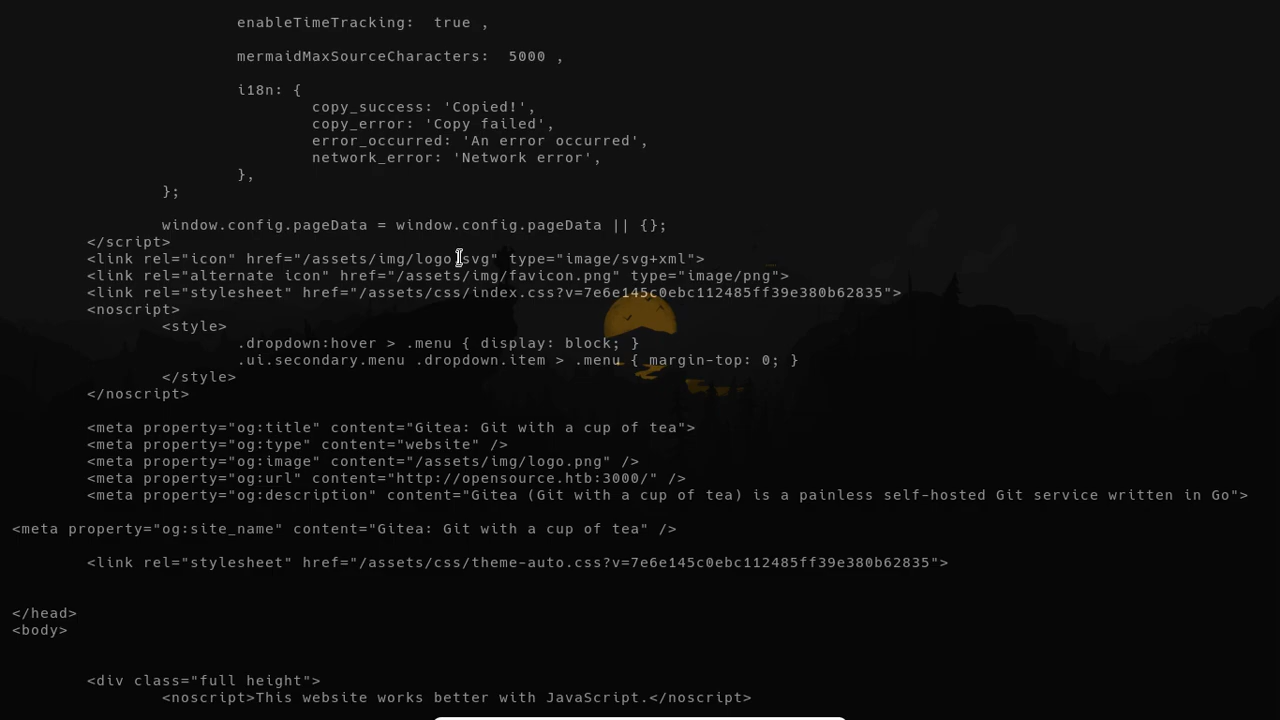 enableTimeTracking:  true ,
mermaidMaxSourceCharacters:  5000 ,
i18n: {
copy_success: 'Copied!',
copy_error: 'Copy failed',
error_occurred: 'An error occurred',
network_error: 'Network error',
},
};
window.config.pageData = window.config.pageData || {};
</script>
<link rel="icon" href="/assets/img/logo.svg" type="image/svg+xml">
<link rel="alternate icon" href="/assets/img/favicon.png" type="image/png">
<link rel="stylesheet" href="/assets/css/index.css?v=7e6e145c0ebc112485ff39e380b62835">
<noscript>
<style>
.dropdown:hover > .menu { display: block; }
.ui.secondary.menu .dropdown.item > .menu { margin-top: 0; }
</style>
</noscript>
<meta property="og:title" content="Gitea: Git with a cup of tea">
<meta property="og:type" content="website" />
<meta property="og:image" content="/assets/img/logo.png" />
<meta property="og:url" content="http://opensource.htb:3000/" />
<meta property="og:description" content="Gitea (Git with a cup of tea) is a painless self-hosted Git service written in Go">
<meta property="og:site_name" content="Gitea: Git with a cup of tea" />
<link rel="stylesheet" href="/assets/css/theme-auto.css?v=7e6e145c0ebc112485ff39e380b62835">
</head>
<body>
<div class="full height">
<noscript>This website works better with JavaScript.</noscript>